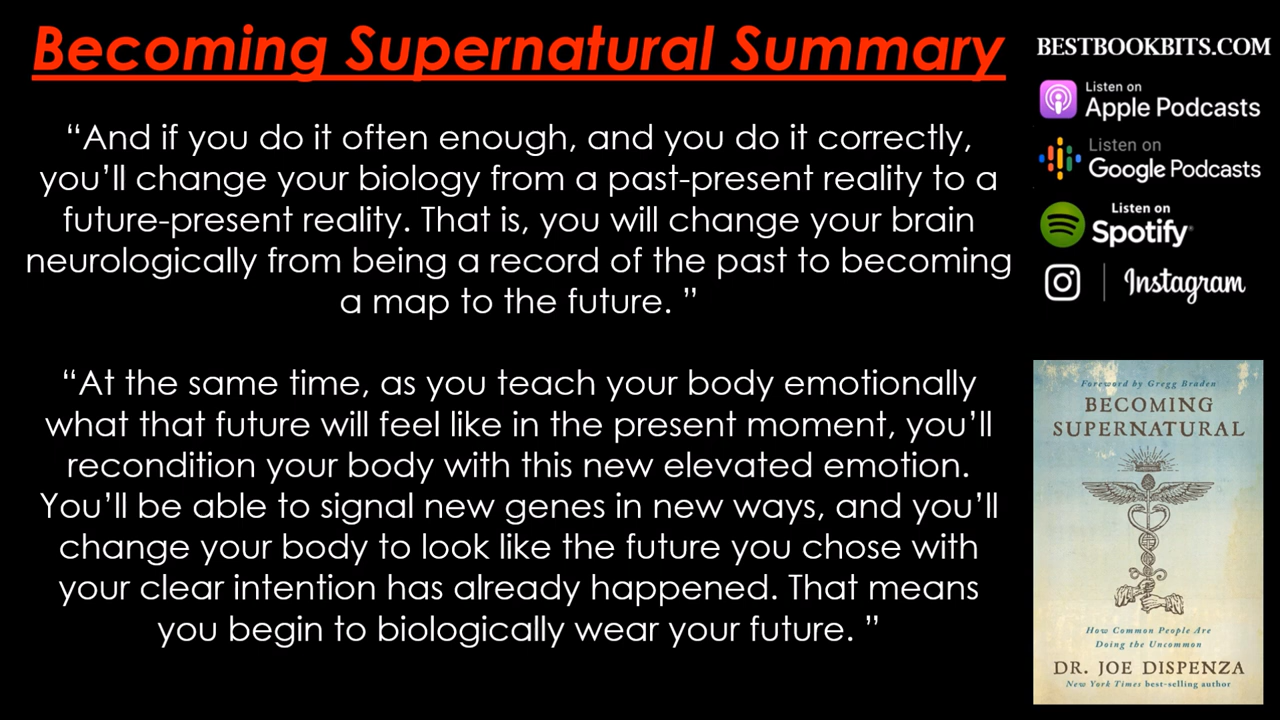 Becoming Supernatural Summary
“And if you do it often enough, and you do it correctly,
you’ll change your biology from a past-present reality to a
future-present reality. That is, you will change your brain
neurologically from being a record of the past to becoming
a map to the future. ”
“At the same time, as you teach your body emotionally
what that future will feel like in the present moment, you’ll
recondition your body with this new elevated emotion.
You’ll be able to signal new genes in new ways, and you’ll
change your body to look like the future you chose with
your clear intention has already happened. That means
you begin to biologically wear your future. ”
BESTBOOKBITS.COM
Listen on
Apple Podcasts
Listen on
Google Podcasts
Listen on
Spotify
Instagram
Foreword by Gregg Braden
BECOMING
SUPERNATURAL
How Common People Are
Doing the Uncommon
DR. JOE DISPENZA
New York Times best-selling author